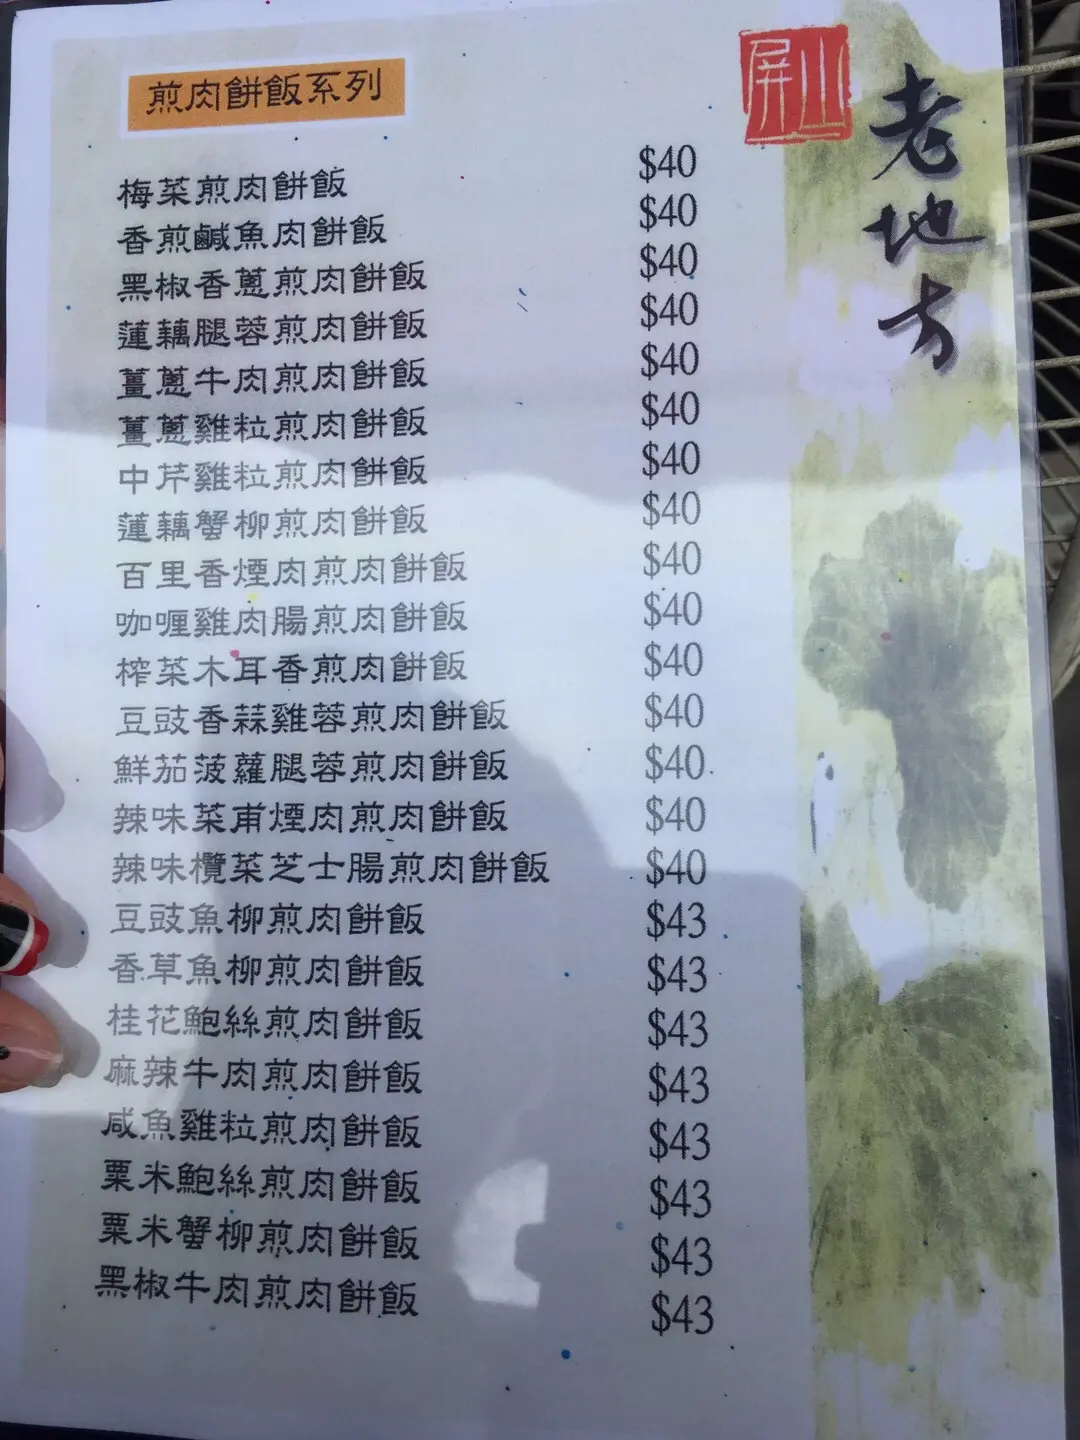 煎肉餅飯系列
屏山
老地方
梅菜煎肉餅飯 $40
香煎鹹魚肉餅飯 $40
黑椒香蔥煎肉餅飯 $40
蓮藕腿蓉煎肉餅飯 $40
薑蔥牛肉煎肉餅飯 $40
薑蔥雞粒煎肉餅飯 $40
中芹雞粒煎肉餅飯 $40
蓮藕蟹柳煎肉餅飯 $40
百里香煙肉煎肉餅飯 $40
咖喱雞肉腸煎肉餅飯 $40
榨菜木耳香煎肉餅飯 $40
豆豉香蒜雞蓉煎肉餅飯 $40
鮮茄菠蘿腿蓉煎肉餅飯 $40
辣味菜甫煙肉煎肉餅飯 $40
辣味欖菜芝士腸煎肉餅飯 $40
豆豉魚柳煎肉餅飯 $43
香草魚柳煎肉餅飯 $43
桂花鮑絲煎肉餅飯 $43
麻辣牛肉煎肉餅飯 $43
咸魚雞粒煎肉餅飯 $43
粟米鮑絲煎肉餅飯 $43
粟米蟹柳煎肉餅飯 $43
黑椒牛肉煎肉餅飯 $43